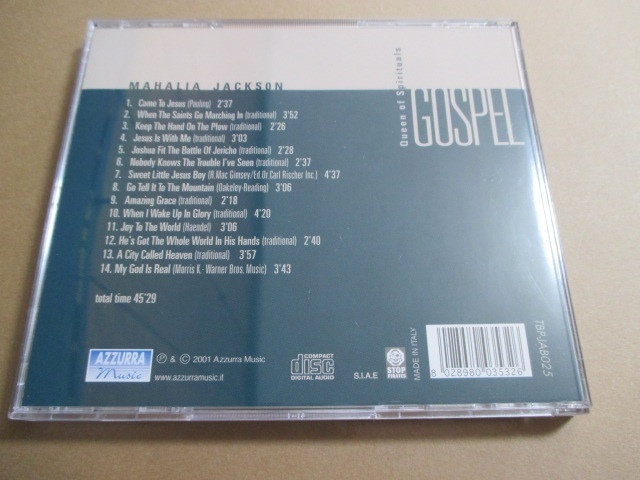 MAHALIA JACKSON
1. Come To Jesus (Pauling) 2'37
2. When The Saints Go Marching In (traditional) 3'52
3. Keep The Hand On The Plow (traditional) 2'26
4. Jesus Is With Me (traditional) 3'03
5. Joshua Fit The Battle Of Jericho (traditional) 2'28
6. Nobody Knows The Trouble I've Seen (traditional) 2'37
7. Sweet Little Jesus Boy (R.Mac Gimsey/Ed.Or.Carl Rischer Inc.) 4'37
8. Go Tell It To The Mountain (Oakeley-Reading) 3'06
9. Amazing Grace (traditional) 2'18
10. When I Wake Up In Glory (traditional) 4'20
11. Joy To The World (Haendel) 3'06
12. He's Got The Whole World In His Hands (traditional) 2'40
13. A City Called Heaven (traditional) 3'57
14. My God Is Real (Morris K - Warner Bros. Music) 3'43
total time 45'29
Queen of Spirituals
GOSPEL
AZZURRA
Music
℗ & © 2001 Azzurra Music
www.azzurramusic.it
COMPACT
disc
DIGITAL AUDIO
S.I.A.E
STOP
PIRATES
MADE IN ITALY
8 028980 035326
TBPJAB025